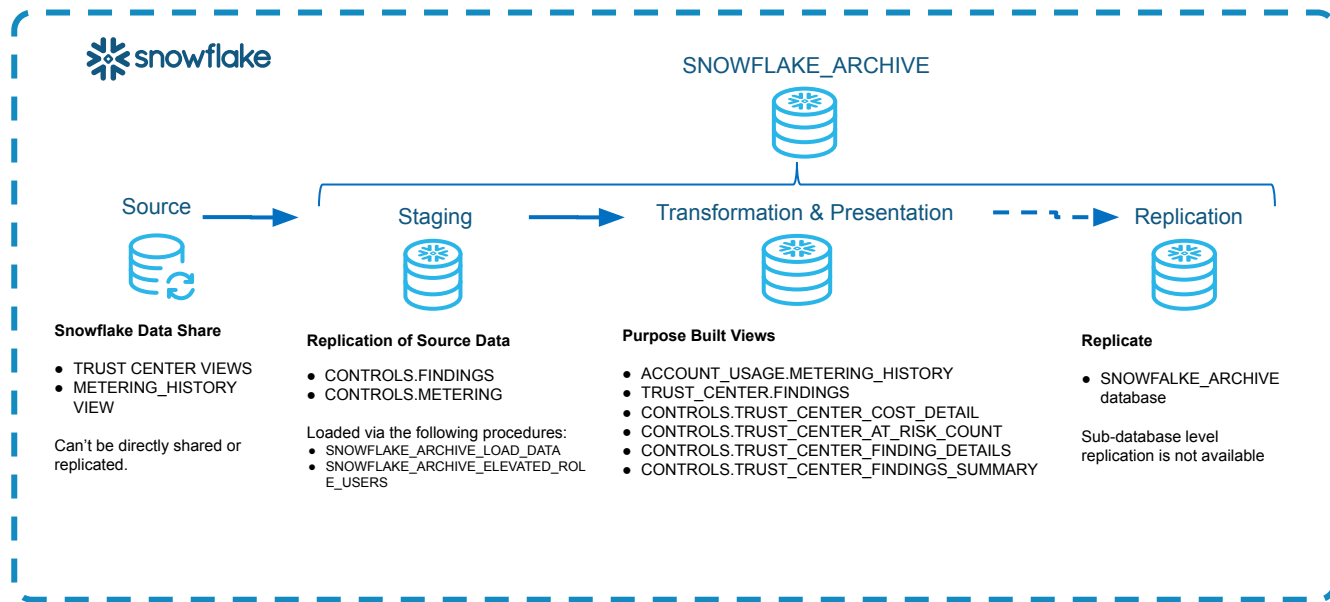 snowflake
SNOWFLAKE_ARCHIVE
Source
Staging
Transformation & Presentation
Replication
Snowflake Data Share
● TRUST CENTER VIEWS
● METERING_HISTORY
VIEW
Can't be directly shared or
replicated.
Replication of Source Data
● CONTROLS.FINDINGS
● CONTROLS.METERING
Loaded via the following procedures:
● SNOWFLAKE_ARCHIVE_LOAD_DATA
● SNOWFLAKE_ARCHIVE_ELEVATED_ROL
E_USERS
Purpose Built Views
● ACCOUNT_USAGE.METERING_HISTORY
● TRUST_CENTER.FINDINGS
● CONTROLS.TRUST_CENTER_COST_DETAIL
● CONTROLS.TRUST_CENTER_AT_RISK_COUNT
● CONTROLS.TRUST_CENTER_FINDING_DETAILS
● CONTROLS.TRUST_CENTER_FINDINGS_SUMMARY
Replicate
● SNOWFALKE_ARCHIVE
database
Sub-database level
replication is not available